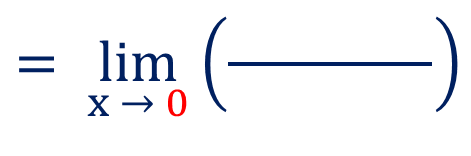 = lim ( )
x → 0